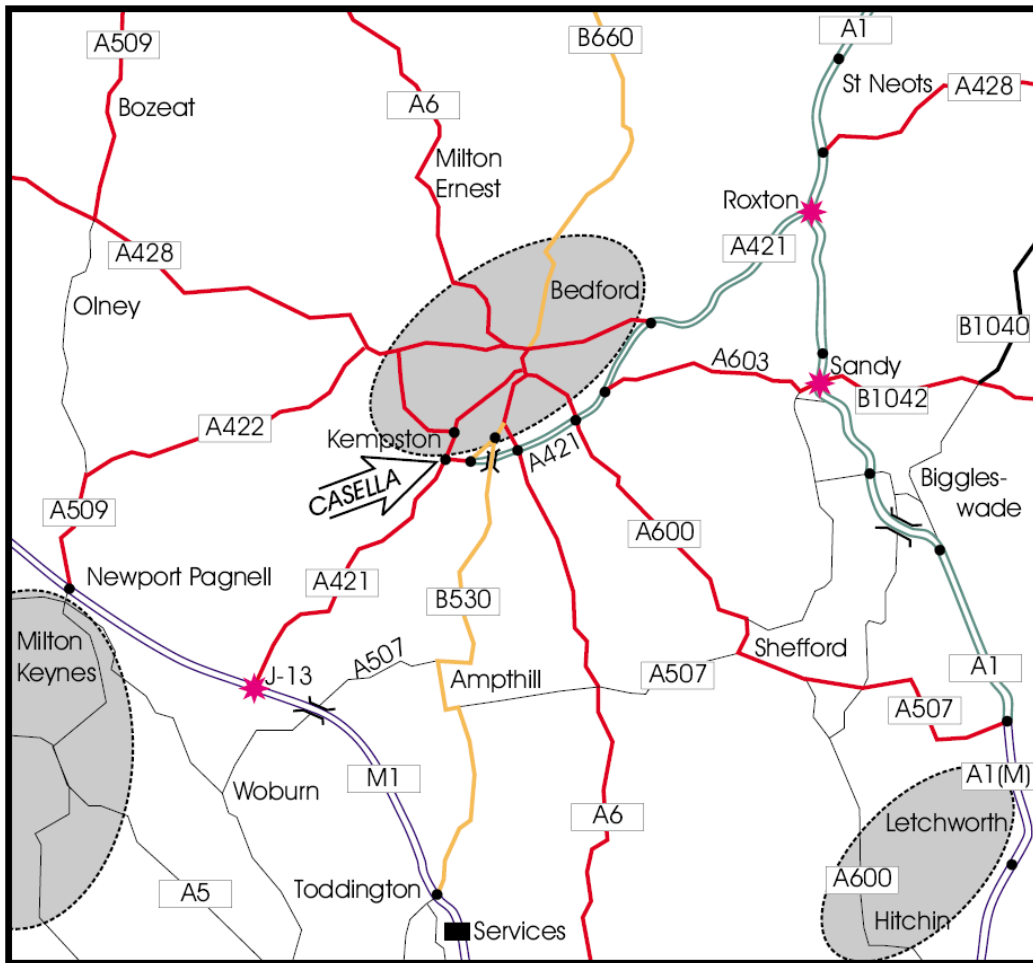 A509
B660
A1
Bozeat
A6
St Neots
A428
Milton
Ernest
Roxton
A428
A421
Olney
Bedford
B1040
A603
Sandy
B1042
A422
Kempston
A421
CASELLA
Biggles-
wade
A509
A600
Newport Pagnell
A421
B530
Milton
Keynes
Shefford
J-13
A507
Ampthill
A507
A1
A507
M1
A1(M)
Woburn
A6
Letchworth
A5
Toddington
A600
Hitchin
Services